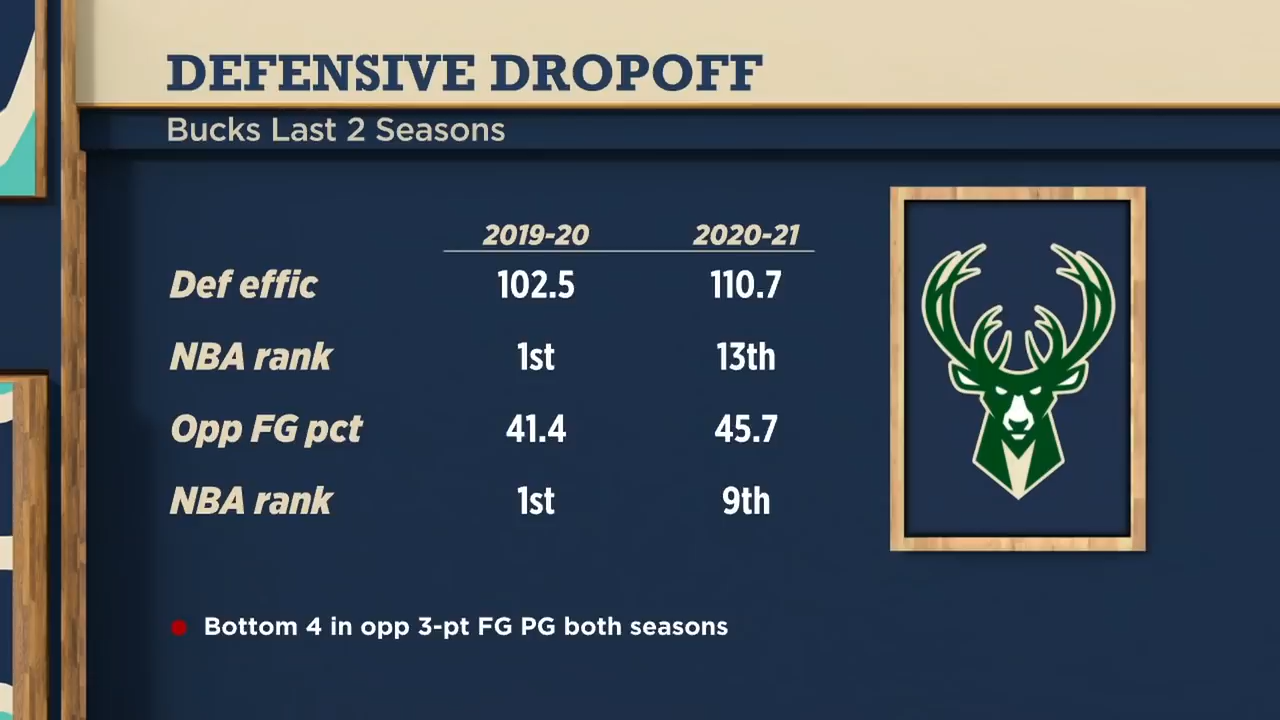 DEFENSIVE DROPOFF
Bucks Last 2 Seasons
2019-20 2020-21
Def effic 102.5 110.7
NBA rank 1st 13th
Opp FG pct 41.4 45.7
NBA rank 1st 9th
Bottom 4 in opp 3-pt FG PG both seasons